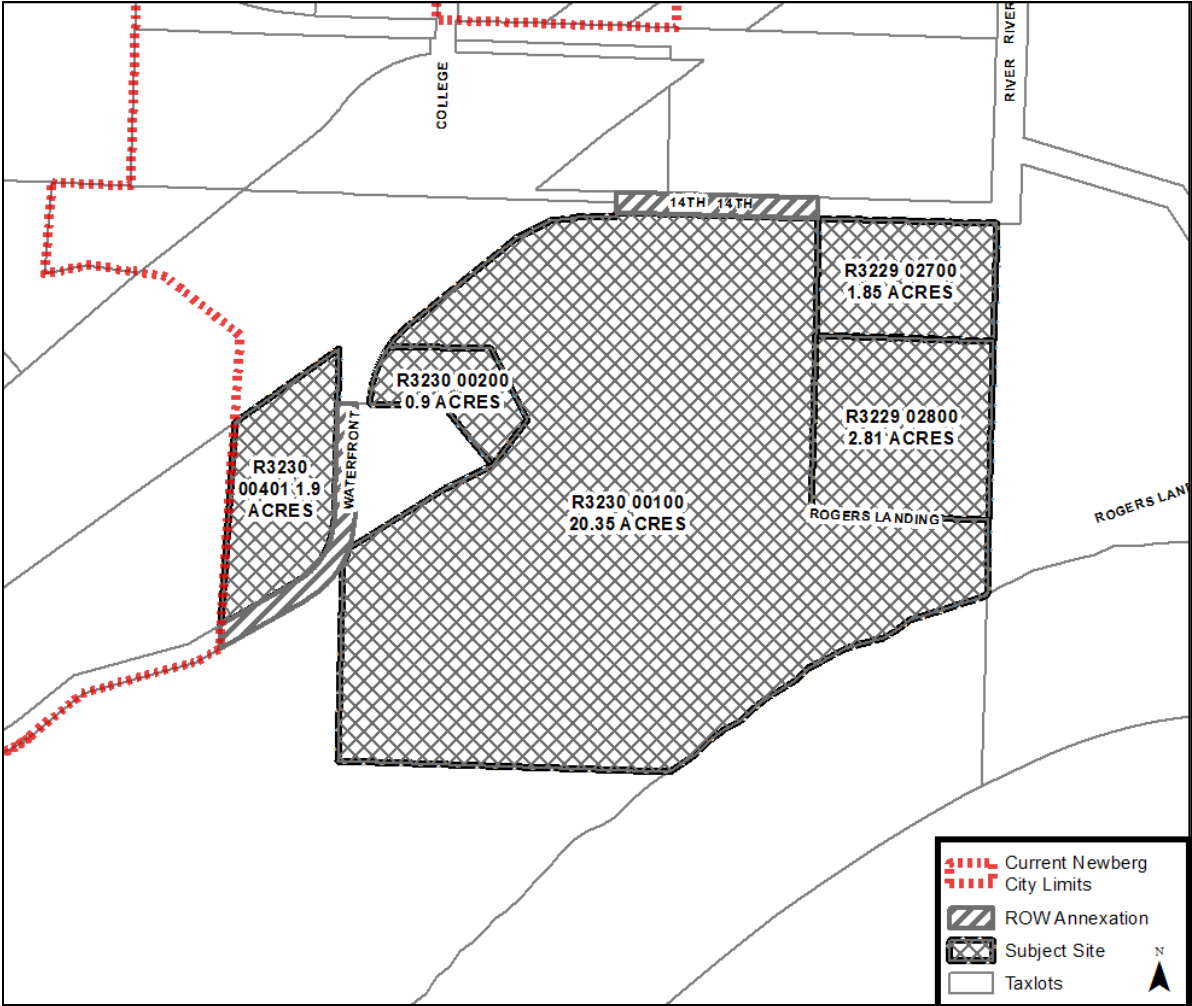 RIVER RIVER
COLLEGE
14TH 14TH
R3229 02700
1.85 ACRES
R3230 00200
0.9 ACRES
R3229 02800
2.81 ACRES
WATERFRONT
R3230
00401 1.9
ACRES
R3230 00100
20.35 ACRES
ROGERS LANDING
ROGERS LAND
Current Newberg
City Limits
ROW Annexation
Subject Site
Taxlots
N